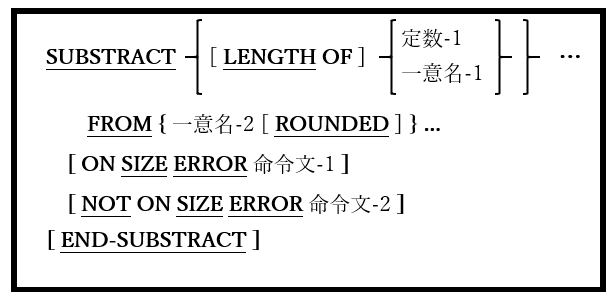 SUBSTRACT { [ LENGTH OF ] { 定数-1
一意名-1 } } …
FROM { 一意名-2 [ ROUNDED ] } ...
[ ON SIZE ERROR 命令文-1 ]
[ NOT ON SIZE ERROR 命令文-2 ]
[ END-SUBSTRACT ]